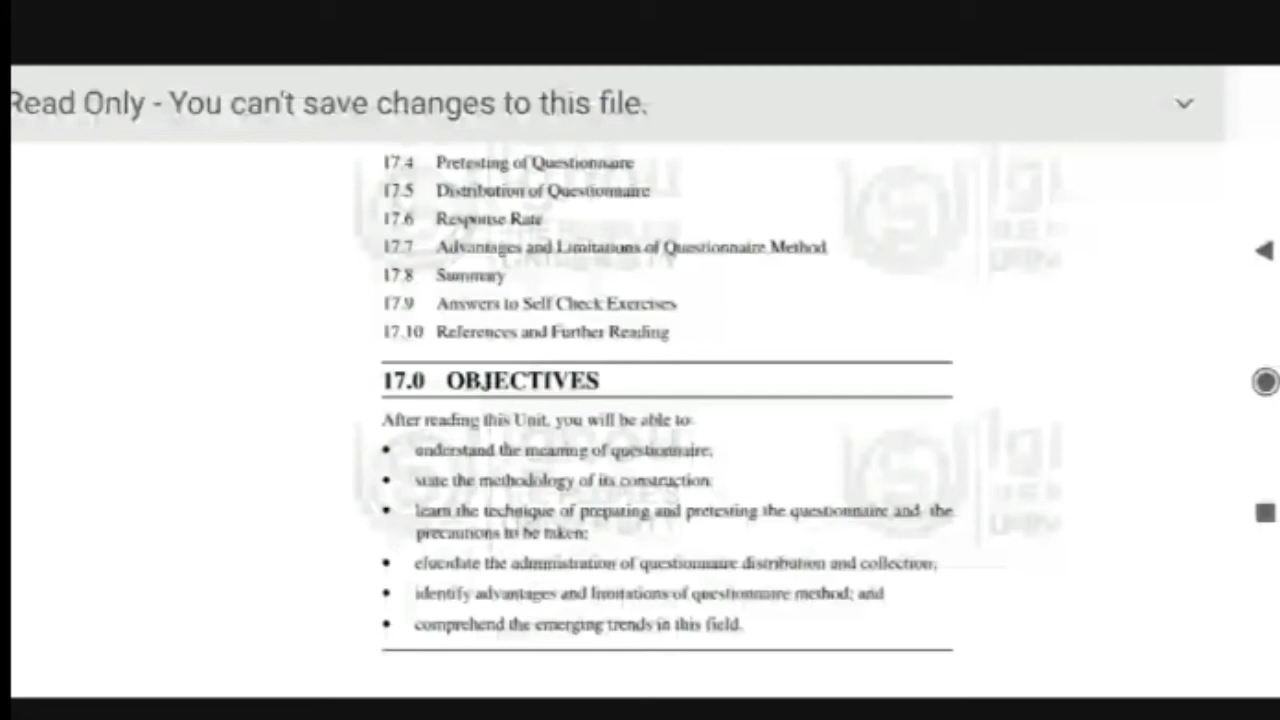 Read Only - You can't save changes to this file.
17.4 Pretesting of Questionnaire
17.5 Distribution of Questionnaire
17.6 Response Rate
17.7 Advantages and Limitations of Questionnaire Method
17.8 Summary
17.9 Answers to Self Check Exercises
17.10 References and Further Reading
17.0 OBJECTIVES
After reading this Unit, you will be able to:
• understand the meaning of questionnaire;
• state the methodology of its construction;
• learn the technique of preparing and pretesting the questionnaire and the
precautions to be taken;
• elucidate the administration of questionnaire distribution and collection;
• identify advantages and limitations of questionnaire method; and
• comprehend the emerging trends in this field.